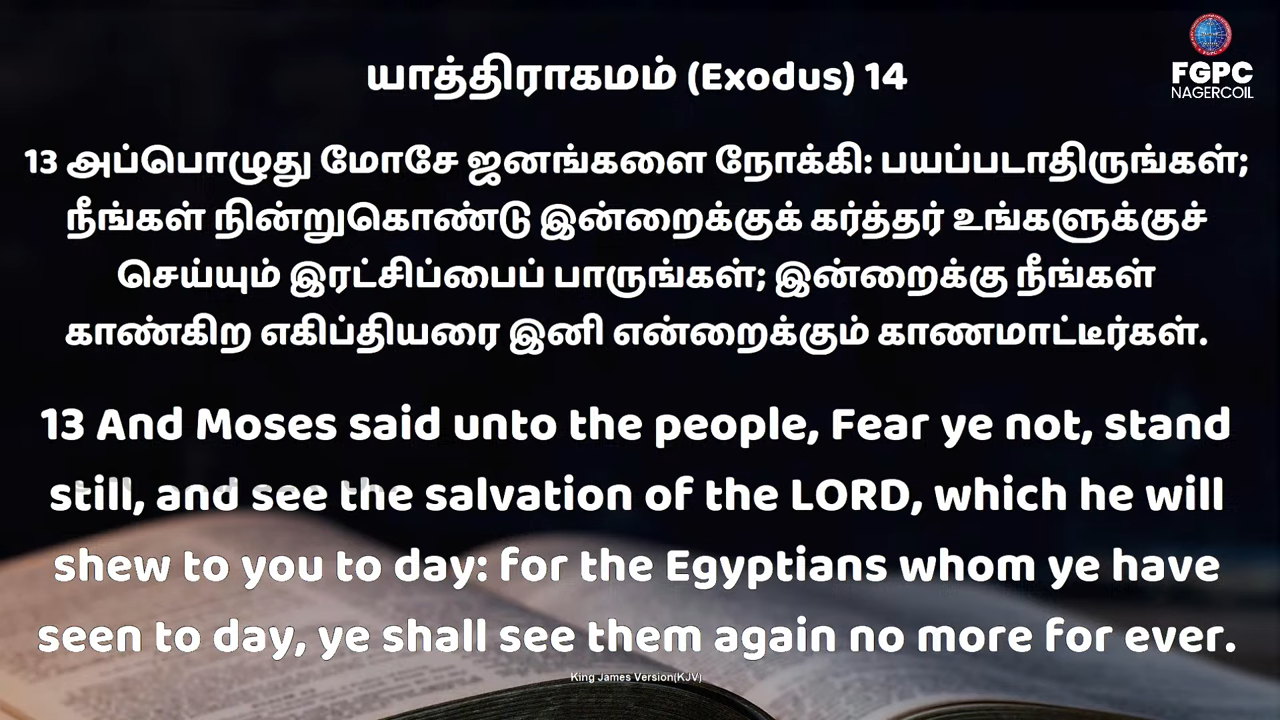 யாத்திராகமம் (Exodus) 14
FGPC
NAGERCOIL
13 அப்பொழுது மோசே ஜனங்களை நோக்கி: பயப்படாதிருங்கள்;
நீங்கள் நின்றுகொண்டு இன்றைக்குக் கர்த்தர் உங்களுக்குச்
செய்யும் இரட்சிப்பைப் பாருங்கள்; இன்றைக்கு நீங்கள்
காண்கிற எகிப்தியரை இனி என்றைக்கும் காணமாட்டீர்கள்.
13 And Moses said unto the people, Fear ye not, stand
still, and see the salvation of the LORD, which he will
shew to you to day: for the Egyptians whom ye have
seen to day, ye shall see them again no more for ever.
King James Version(KJV)